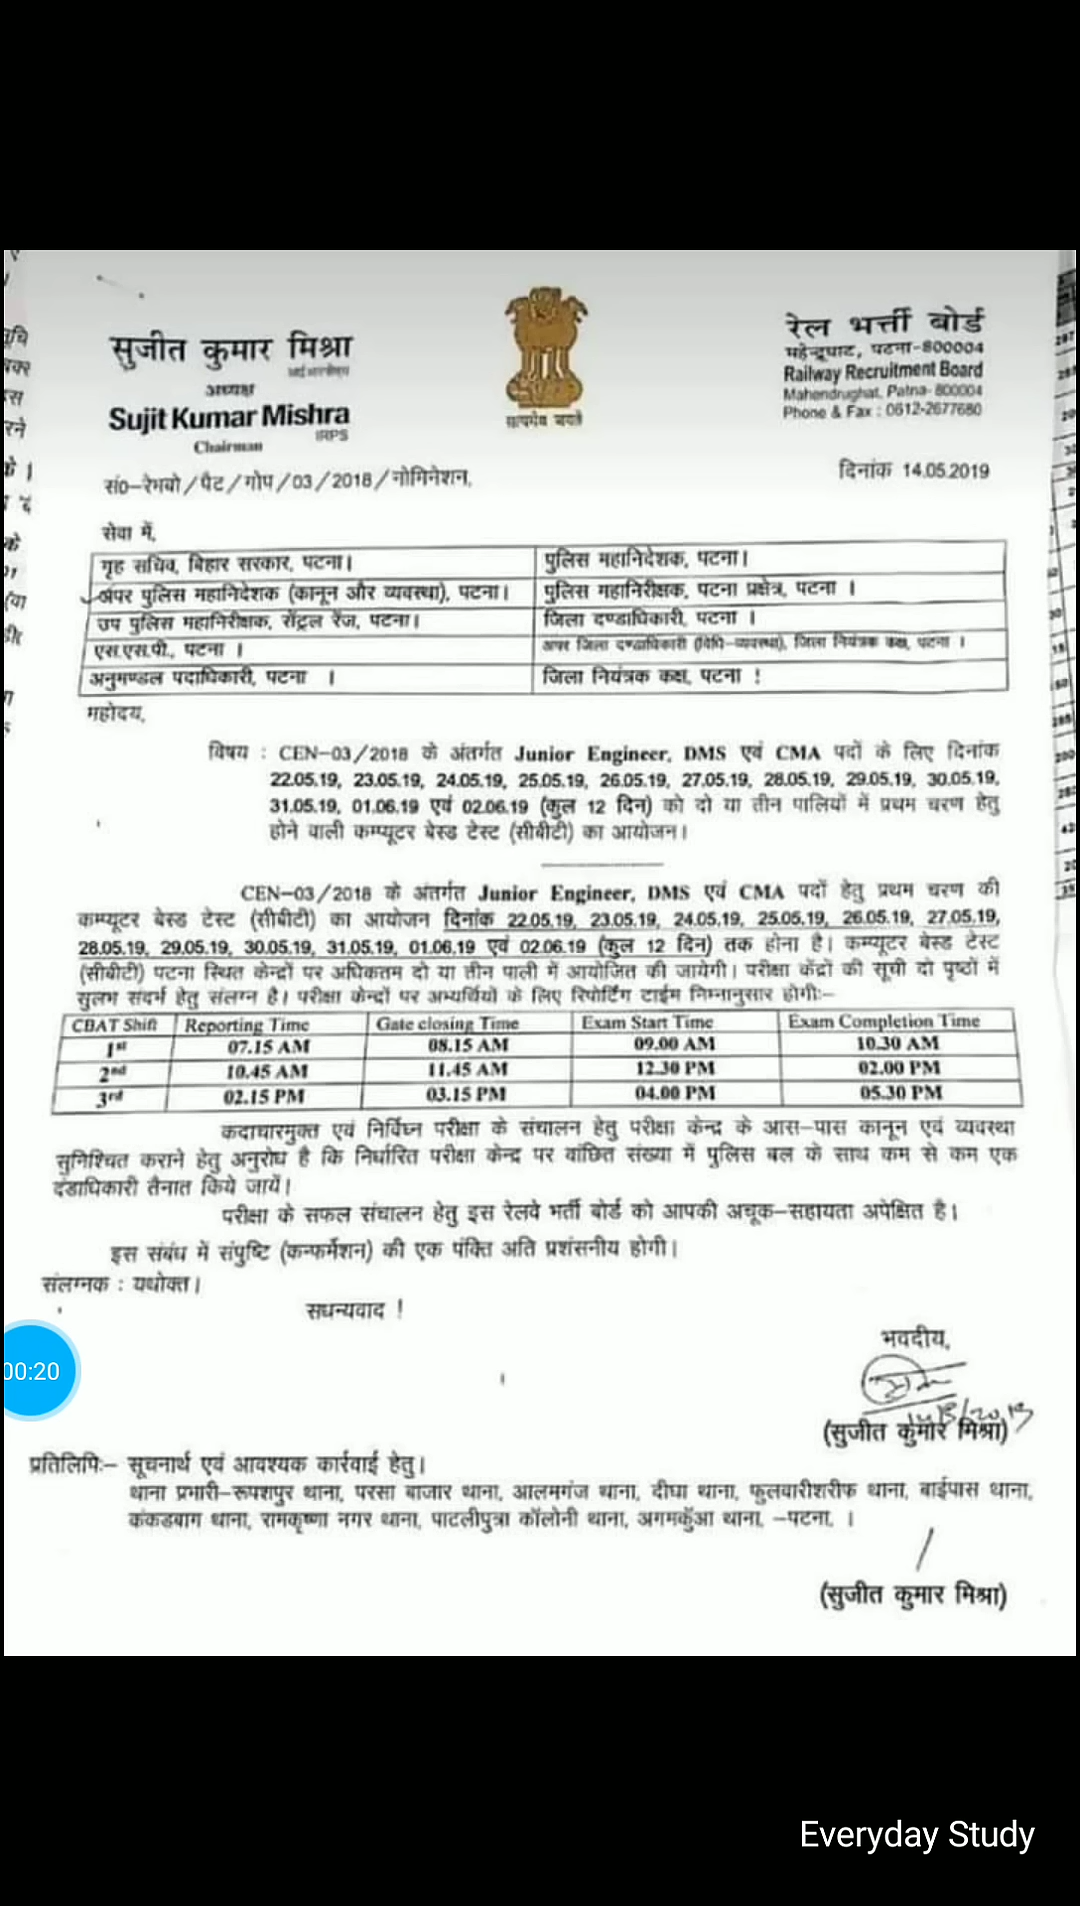 सुजीत कुमार मिश्रा
अध्यक्ष
Sujit Kumar Mishra
IRPS
Chairman
सत्यमेव जयते
रेल भर्त्ती बोर्ड
महेन्द्रूघाट, पटना-800004
Railway Recruitment Board
Mahendrughat, Patna- 800004
Phone & Fax : 0612-2677680
सं0-रेभबो/पैट/गोप/03/2018/नोमिनेशन,
दिनांक 14.05.2019
सेवा में,
गृह सचिव, बिहार सरकार, पटना। पुलिस महानिदेशक, पटना।
अपर पुलिस महानिदेशक (कानून और व्यवस्था), पटना। पुलिस महानिरीक्षक, पटना प्रक्षेत्र, पटना ।
उप पुलिस महानिरीक्षक, सेंट्रल रेंज, पटना। जिला दण्डाधिकारी, पटना ।
एस.एस.पी., पटना । अपर जिला दण्डाधिकारी (विधि-व्यवस्था), जिला नियंत्रक कक्ष, पटना ।
अनुमण्डल पदाधिकारी, पटना । जिला नियंत्रक कक्ष, पटना !
महोदय,
विषय : CEN-03/2018 के अंतर्गत Junior Engineer, DMS एवं CMA पदों के लिए दिनांक
22.05.19, 23.05.19, 24.05.19, 25.05.19, 26.05.19, 27.05.19, 28.05.19, 29.05.19, 30.05.19,
31.05.19, 01.06.19 एवं 02.06.19 (कुल 12 दिन) को दो या तीन पालियों में प्रथम चरण हेतु
होने वाली कम्प्यूटर बेस्ड टेस्ट (सीबीटी) का आयोजन।
CEN-03/2018 के अंतर्गत Junior Engineer, DMS एवं CMA पदों हेतु प्रथम चरण की
कम्प्यूटर बेस्ड टेस्ट (सीबीटी) का आयोजन दिनांक 22.05.19, 23.05.19, 24.05.19, 25.05.19, 26.05.19, 27.05.19,
28.05.19, 29.05.19, 30.05.19, 31.05.19, 01.06.19 एवं 02.06.19 (कुल 12 दिन) तक होना है। कम्प्यूटर बेस्ड टेस्ट
(सीबीटी) पटना स्थित केन्द्रों पर अधिकतम दो या तीन पाली में आयोजित की जायेगी। परीक्षा केंद्रों की सूची दो पृष्ठों में
सुलभ संदर्भ हेतु संलग्न है। परीक्षा केन्दों पर अभ्यर्थियों के लिए रिपोर्टिंग टाईम निम्नानुसार होगी:-
CBAT Shift Reporting Time Gate closing Time Exam Start Time Exam Completion Time
1st 07.15 AM 08.15 AM 09.00 AM 10.30 AM
2nd 10.45 AM 11.45 AM 12.30 PM 02.00 PM
3rd 02.15 PM 03.15 PM 04.00 PM 05.30 PM
कदाचारमुक्त एवं निर्विघ्न परीक्षा के संचालन हेतु परीक्षा केन्द्र के आस-पास कानून एवं व्यवस्था
सुनिश्चित कराने हेतु अनुरोध है कि निर्धारित परीक्षा केन्द्र पर वांछित संख्या में पुलिस बल के साथ कम से कम एक
दंडाधिकारी तैनात किये जायें।
परीक्षा के सफल संचालन हेतु इस रेलवे भर्ती बोर्ड को आपकी अचूक-सहायता अपेक्षित है।
इस संबंध में संपुष्टि (कन्फर्मेशन) की एक पंक्ति अति प्रशंसनीय होगी।
संलग्नक : यथोक्त।
सधन्यवाद !
भवदीय,
(सुजीत कुमार मिश्रा)
प्रतिलिपि:- सूचनार्थ एवं आवश्यक कार्रवाई हेतु।
थाना प्रभारी-रूपशपुर थाना, परसा बाजार थाना, आलमगंज थाना, दीघा थाना, फुलवारीशरीफ थाना, बाईपास थाना,
कंकडबाग थाना, रामकृष्णा नगर थाना, पाटलीपुत्रा कॉलोनी थाना, अगमकुँआ थाना, -पटना, ।
(सुजीत कुमार मिश्रा)
00:20
Everyday Study